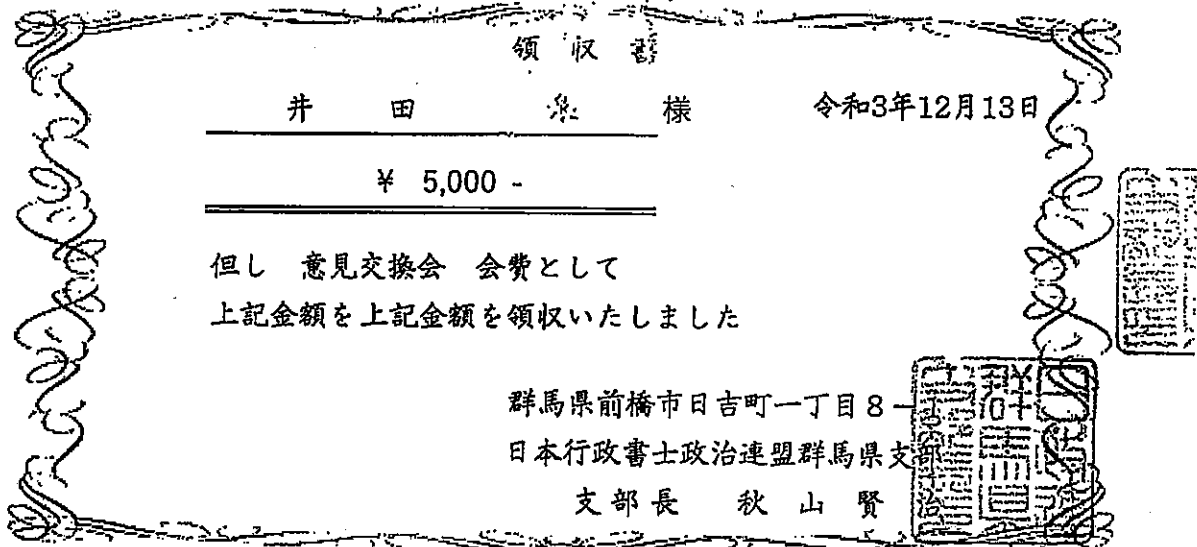 領 収 書
井 田 泉 様
令和3年12月13日
¥ 5,000 -
但し 意見交換会 会費として
上記金額を上記金額を領収いたしました
群馬県前橋市日吉町一丁目8-
日本行政書士政治連盟群馬県支部
支部長 秋 山 賢 治